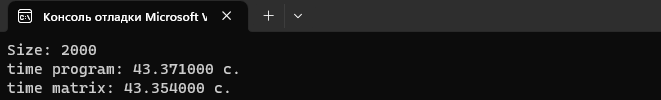 Консоль отладки Microsoft V
Size: 2000
time program: 43.371000 c.
time matrix: 43.354000 c.